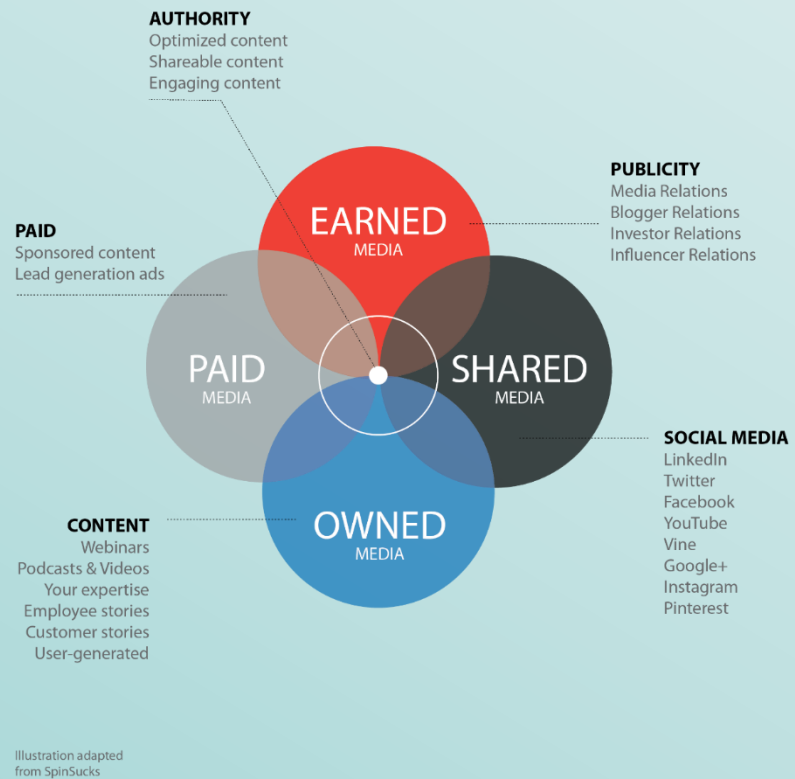 AUTHORITY
Optimized content
Shareable content
Engaging content
EARNED
MEDIA
PUBLICITY
Media Relations
Blogger Relations
Investor Relations
Influencer Relations
PAID
Sponsored content
Lead generation ads
PAID
MEDIA
SHARED
MEDIA
SOCIAL MEDIA
LinkedIn
Twitter
Facebook
YouTube
Vine
Google+
Instagram
Pinterest
OWNED
MEDIA
CONTENT
Webinars
Podcasts & Videos
Your expertise
Employee stories
Customer stories
User-generated
Illustration adapted
from SpinSucks